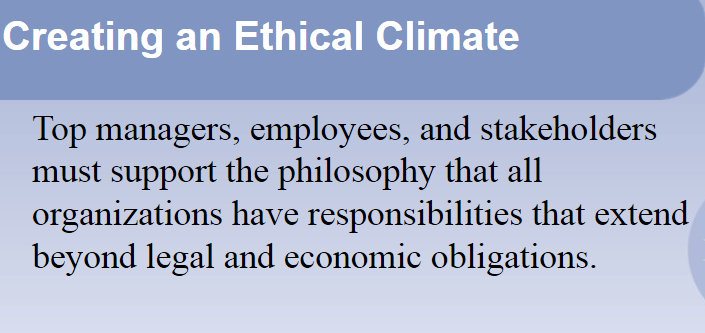 Creating an Ethical Climate
Top managers, employees, and stakeholders
must support the philosophy that all
organizations have responsibilities that extend
beyond legal and economic obligations.